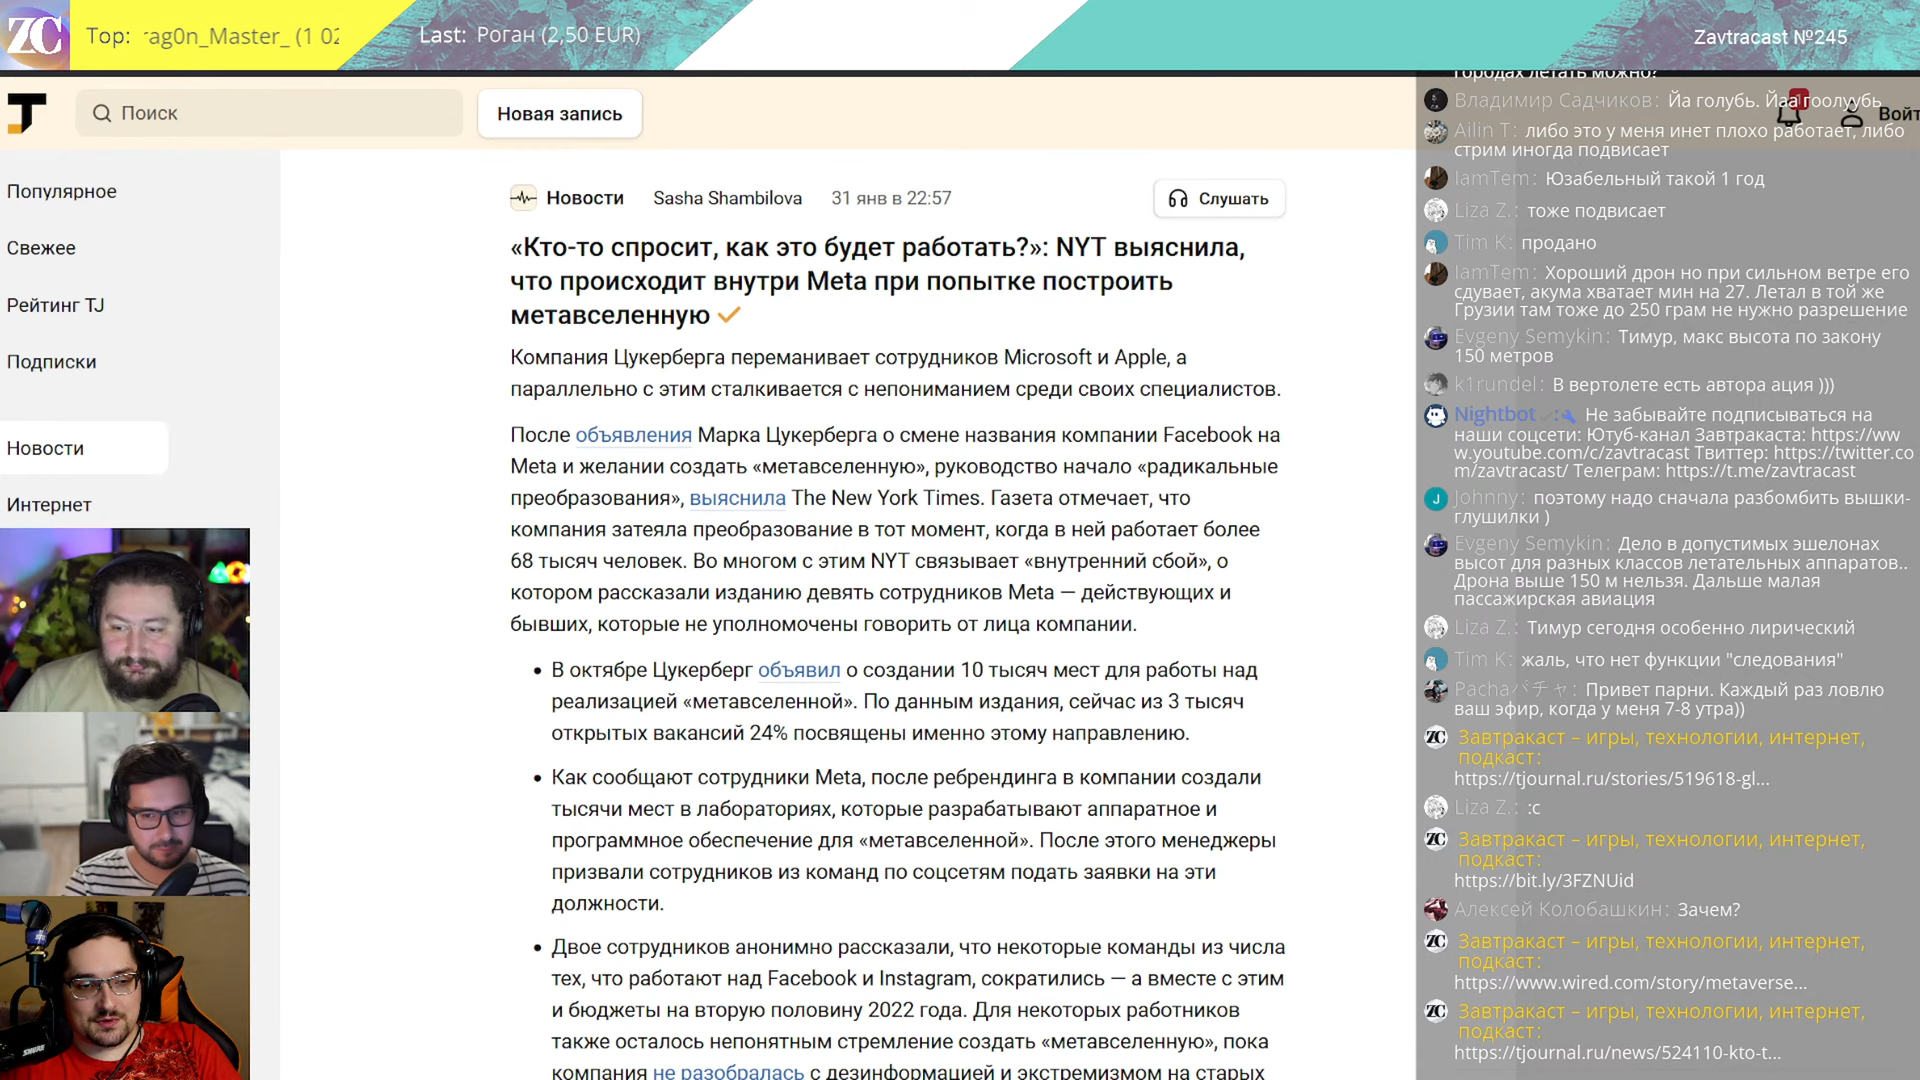 ZC
Top: rag0n_Master_ (1 02
Last: Роган (2,50 EUR)
Zavtracast №245
Поиск
Новая запись
Войт
Популярное
Свежее
Рейтинг TJ
Подписки
Новости
Интернет
Новости Sasha Shambilova 31 янв в 22:57
Слушать
«Кто-то спросит, как это будет работать?»: NYT выяснила,
что происходит внутри Meta при попытке построить
метавселенную
Компания Цукерберга переманивает сотрудников Microsoft и Apple, а
параллельно с этим сталкивается с непониманием среди своих специалистов.
После объявления Марка Цукерберга о смене названия компании Facebook на
Meta и желании создать «метавселенную», руководство начало «радикальные
преобразования», выяснила The New York Times. Газета отмечает, что
компания затеяла преобразование в тот момент, когда в ней работает более
68 тысяч человек. Во многом с этим NYT связывает «внутренний сбой», о
котором рассказали изданию девять сотрудников Meta — действующих и
бывших, которые не уполномочены говорить от лица компании.
• В октябре Цукерберг объявил о создании 10 тысяч мест для работы над
реализацией «метавселенной». По данным издания, сейчас из 3 тысяч
открытых вакансий 24% посвящены именно этому направлению.
• Как сообщают сотрудники Meta, после ребрендинга в компании создали
тысячи мест в лабораториях, которые разрабатывают аппаратное и
программное обеспечение для «метавселенной». После этого менеджеры
призвали сотрудников из команд по соцсетям подать заявки на эти
должности.
• Двое сотрудников анонимно рассказали, что некоторые команды из числа
тех, что работают над Facebook и Instagram, сократились — а вместе с этим
и бюджеты на вторую половину 2022 года. Для некоторых работников
также осталось непонятным стремление создать «метавселенную», пока
компания не разобралась с дезинформацией и экстремизмом на старых
SHURE
городах летать можно?
Владимир Садчиков: Йа голубь. Йаа гоолуубь
Ailin T: либо это у меня инет плохо работает, либо
стрим иногда подвисает
IamTem: Юзабельный такой 1 год
Liza Z.: тоже подвисает
Tim K: продано
IamTem: Хороший дрон но при сильном ветре его
сдувает, акума хватает мин на 27. Летал в той же
Грузии там тоже до 250 грам не нужно разрешение
Evgeny Semykin: Тимур, макс высота по закону
150 метров
k1rundel: В вертолете есть автора ация )))
Nightbot: Не забывайте подписываться на
наши соцсети: Ютуб-канал Завтракаста: https://ww
w.youtube.com/c/zavtracast Твиттер: https://twitter.co
m/zavtracast/ Телеграм: https://t.me/zavtracast
J Johnny: поэтому надо сначала разбомбить вышки-
глушилки )
Evgeny Semykin: Дело в допустимых эшелонах
высот для разных классов летательных аппаратов..
Дрона выше 150 м нельзя. Дальше малая
пассажирская авиация
Liza Z.: Тимур сегодня особенно лирический
Tim K: жаль, что нет функции "следования"
Pachaパチャ: Привет парни. Каждый раз ловлю
ваш эфир, когда у меня 7-8 утра))
ZC Завтракаст – игры, технологии, интернет,
подкаст:
https://tjournal.ru/stories/519618-gl...
Liza Z.: :c
ZC Завтракаст – игры, технологии, интернет,
подкаст:
https://bit.ly/3FZNUid
Алексей Колобашкин: Зачем?
ZC Завтракаст – игры, технологии, интернет,
подкаст:
https://www.wired.com/story/metaverse...
ZC Завтракаст – игры, технологии, интернет,
подкаст:
https://tjournal.ru/news/524110-kto-t...